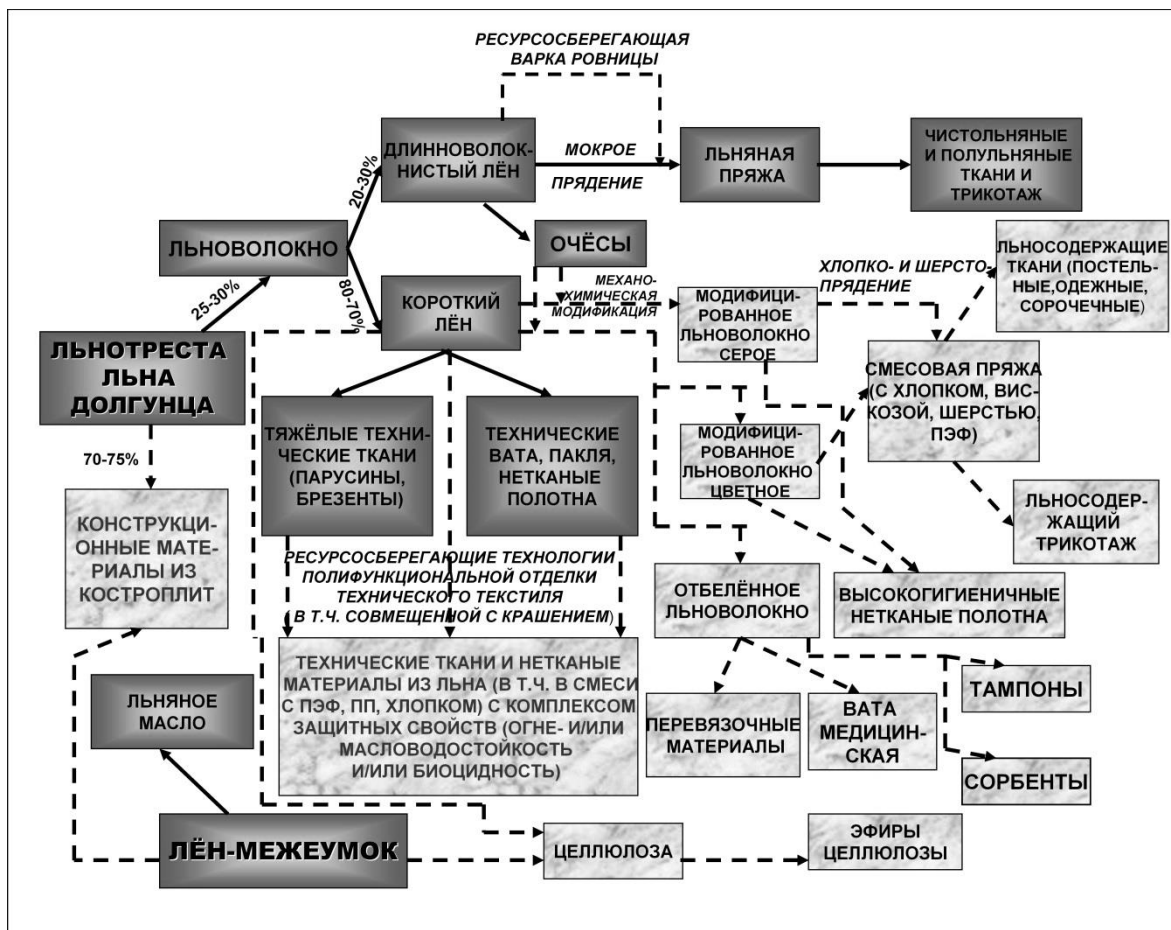 РЕСУРСОСБЕРЕГАЮЩАЯ
ВАРКА РОВНИЦЫ
ДЛИННОВОЛОК-
НИСТЫЙ ЛЁН
МОКРОЕ
ПРЯДЕНИЕ
ЛЬНЯНАЯ
ПРЯЖА
ЧИСТОЛЬНЯНЫЕ
И ПОЛУЛЬНЯНЫЕ
ТКАНИ И
ТРИКОТАЖ
20-30%
ЛЬНОВОЛОКНО
ОЧЁСЫ
25-30%
80-70%
КОРОТКИЙ
ЛЁН
МЕХАНО-
ХИМИЧЕСКАЯ
МОДИФИКАЦИЯ
МОДИФИЦИ-
РОВАННОЕ
ЛЬНОВОЛОКНО
СЕРОЕ
ХЛОПКО- И ШЕРСТО-
ПРЯДЕНИЕ
ЛЬНОСОДЕРЖАЩИЕ
ТКАНИ (ПОСТЕЛЬ-
НЫЕ,ОДЕЖНЫЕ,
СОРОЧЕЧНЫЕ)
ЛЬНОТРЕСТА
ЛЬНА
ДОЛГУНЦА
СМЕСОВАЯ ПРЯЖА
(С ХЛОПКОМ, ВИС-
КОЗОЙ, ШЕРСТЬЮ,
ПЭФ)
70-75%
ТЯЖЁЛЫЕ ТЕХНИ-
ЧЕСКИЕ ТКАНИ
(ПАРУСИНЫ,
БРЕЗЕНТЫ)
ТЕХНИЧЕСКИЕ
ВАТА, ПАКЛЯ,
НЕТКАНЫЕ
ПОЛОТНА
МОДИФИЦИ-
РОВАННОЕ
ЛЬНОВОЛОКНО
ЦВЕТНОЕ
ЛЬНОСОДЕР-
ЖАЩИЙ
ТРИКОТАЖ
КОНСТРУКЦИ-
ОННЫЕ МАТЕ-
РИАЛЫ ИЗ
КОСТРОПЛИТ
РЕСУРСОСБЕРЕГАЮЩИЕ ТЕХНОЛОГИИ
ПОЛИФУНКЦИОНАЛЬНОЙ ОТДЕЛКИ
ТЕХНИЧЕСКОГО ТЕКСТИЛЯ
( В Т.Ч. СОВМЕЩЕННОЙ С КРАШЕНИЕМ)
ОТБЕЛЁННОЕ
ЛЬНОВОЛОКНО
ВЫСОКОГИГИЕНИЧНЫЕ
НЕТКАНЫЕ ПОЛОТНА
ЛЬНЯНОЕ
МАСЛО
ТЕХНИЧЕСКИЕ ТКАНИ И НЕТКАНЫЕ
МАТЕРИАЛЫ ИЗ ЛЬНА (В Т.Ч. В СМЕСИ
С ПЭФ, ПП, ХЛОПКОМ) С КОМПЛЕКСОМ
ЗАЩИТНЫХ СВОЙСТВ (ОГНЕ- И/ИЛИ
МАСЛОВОДОСТОЙКОСТЬ
И/ИЛИ БИОЦИДНОСТЬ)
ПЕРЕВЯЗОЧНЫЕ
МАТЕРИАЛЫ
ВАТА
МЕДИЦИН-
СКАЯ
ТАМПОНЫ
СОРБЕНТЫ
ЛЁН-МЕЖЕУМОК
ЦЕЛЛЮЛОЗА
ЭФИРЫ
ЦЕЛЛЮЛОЗЫ